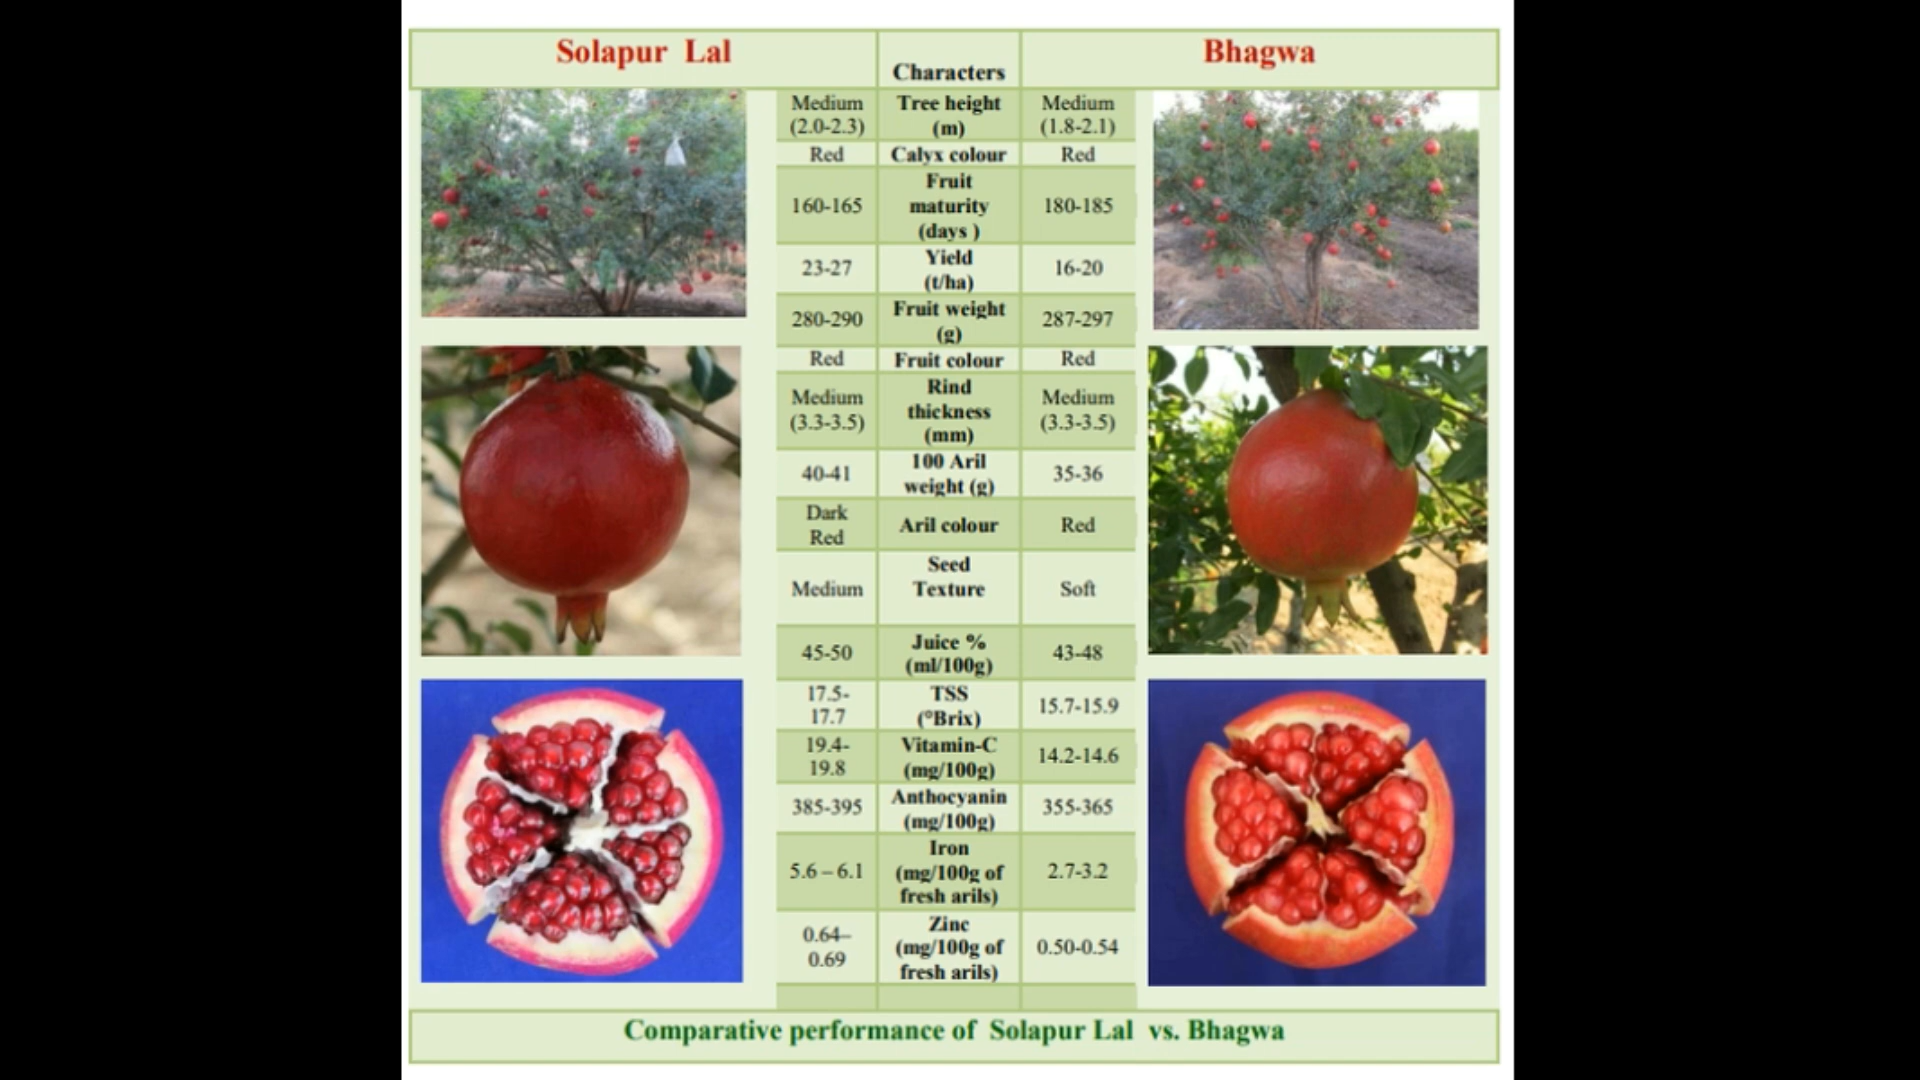 Solapur Lal Characters Bhagwa
Medium Tree height Medium
(2.0-2.3) (m) (1.8-2.1)
Red Calyx colour Red
Fruit
160-165 maturity 180-185
(days )
23-27 Yield 16-20
(t/ha)
280-290 Fruit weight 287-297
(g)
Red Fruit colour Red
Rind
Medium thickness Medium
(3.3-3.5) (mm) (3.3-3.5)
40-41 100 Aril 35-36
weight (g)
Dark Aril colour Red
Red
Seed
Medium Texture Soft
45-50 Juice % 43-48
(ml/100g)
17.5- TSS 15.7-15.9
17.7 (°Brix)
19.4- Vitamin-C 14.2-14.6
19.8 (mg/100g)
385-395 Anthocyanin 355-365
(mg/100g)
Iron
5.6 – 6.1 (mg/100g of 2.7-3.2
fresh arils)
0.64– Zinc 0.50-0.54
0.69 (mg/100g of
fresh arils)
Comparative performance of Solapur Lal vs. Bhagwa